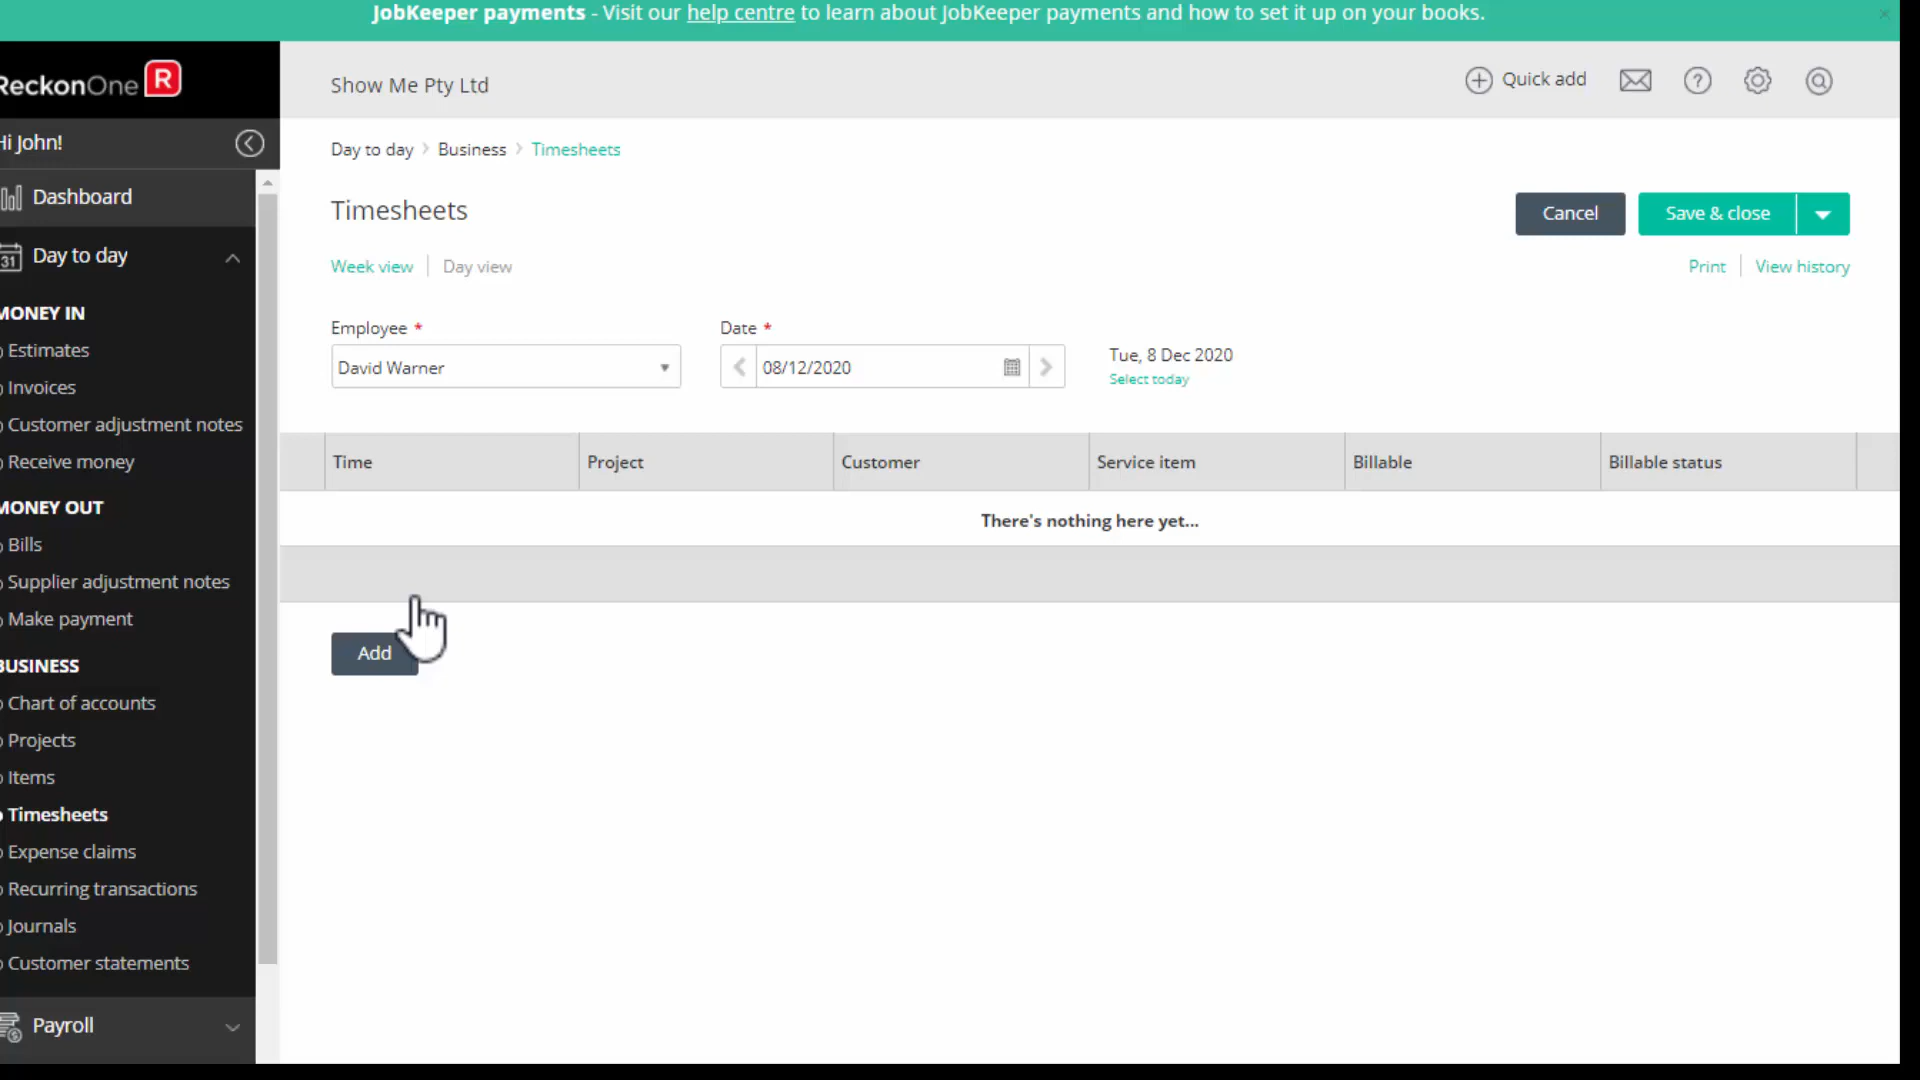 JobKeeper payments - Visit our help centre to learn about JobKeeper payments and how to set it up on your books.
ReckonOne R
Hi John!
Show Me Pty Ltd
Quick add
Dashboard
Day to day
31
MONEY IN
Estimates
Invoices
Customer adjustment notes
Receive money
MONEY OUT
Bills
Supplier adjustment notes
Make payment
BUSINESS
Chart of accounts
Projects
Items
Timesheets
Expense claims
Recurring transactions
Journals
Customer statements
Payroll
Day to day > Business > Timesheets
Timesheets
Cancel
Save & close
Week view | Day view
Print | View history
Employee *
David Warner
Date *
08/12/2020
Tue, 8 Dec 2020
Select today
Time Project Customer Service item Billable Billable status
There's nothing here yet...
Add